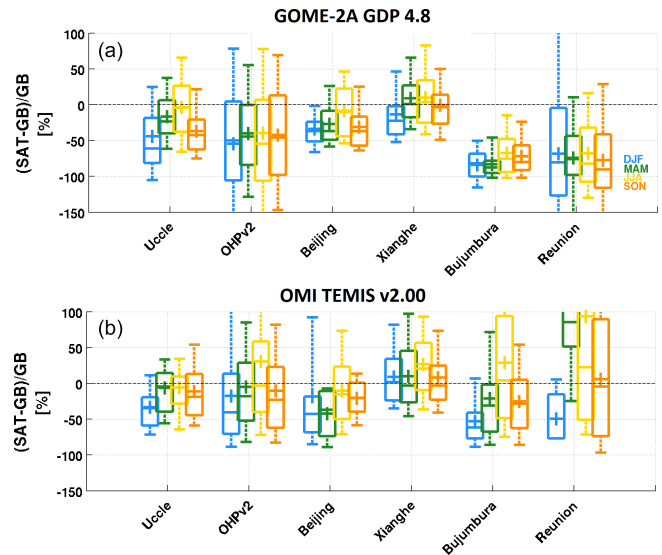 GOME-2A GDP 4.8
(a)
(SAT-GB)/GB
[%]
100
50
0
-50
-100
-150
DJF
MAM
JJA
SON
Uccle
OHPv2
Beijing
Xianghe
Bujumbura
Reunion
OMI TEMIS v2.00
(b)
(SAT-GB)/GB
[%]
100
50
0
-50
-100
-150
Uccle
OHPv2
Beijing
Xianghe
Bujumbura
Reunion